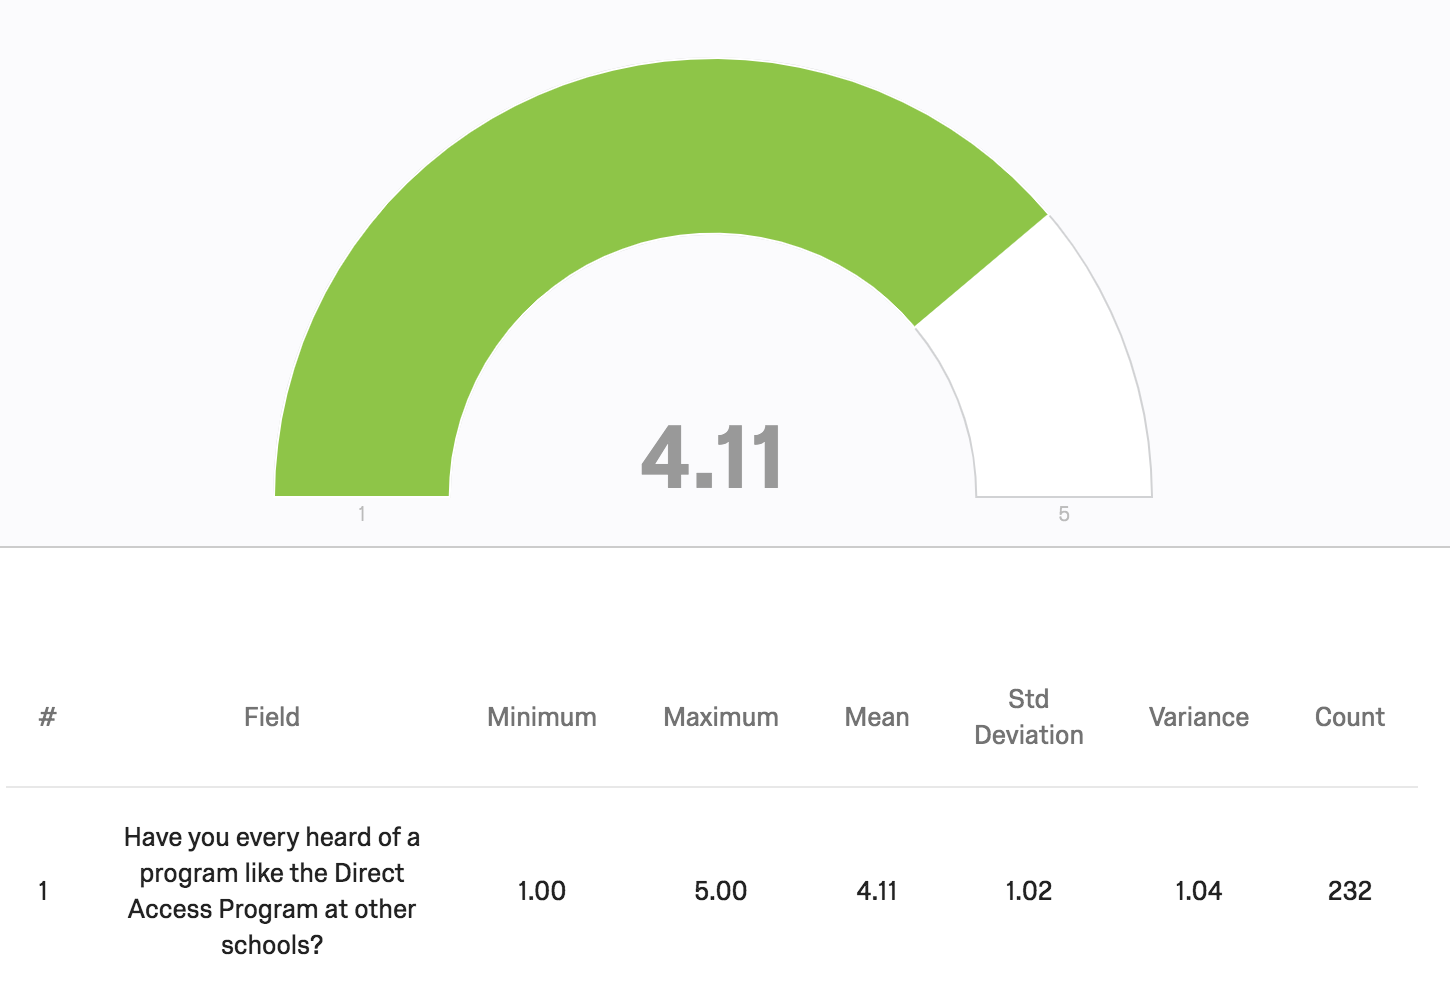 4.11
1
5
# Field Minimum Maximum Mean Std Deviation Variance Count
1
Have you every heard of a
program like the Direct
Access Program at other
schools?
1.00 5.00 4.11 1.02 1.04 232